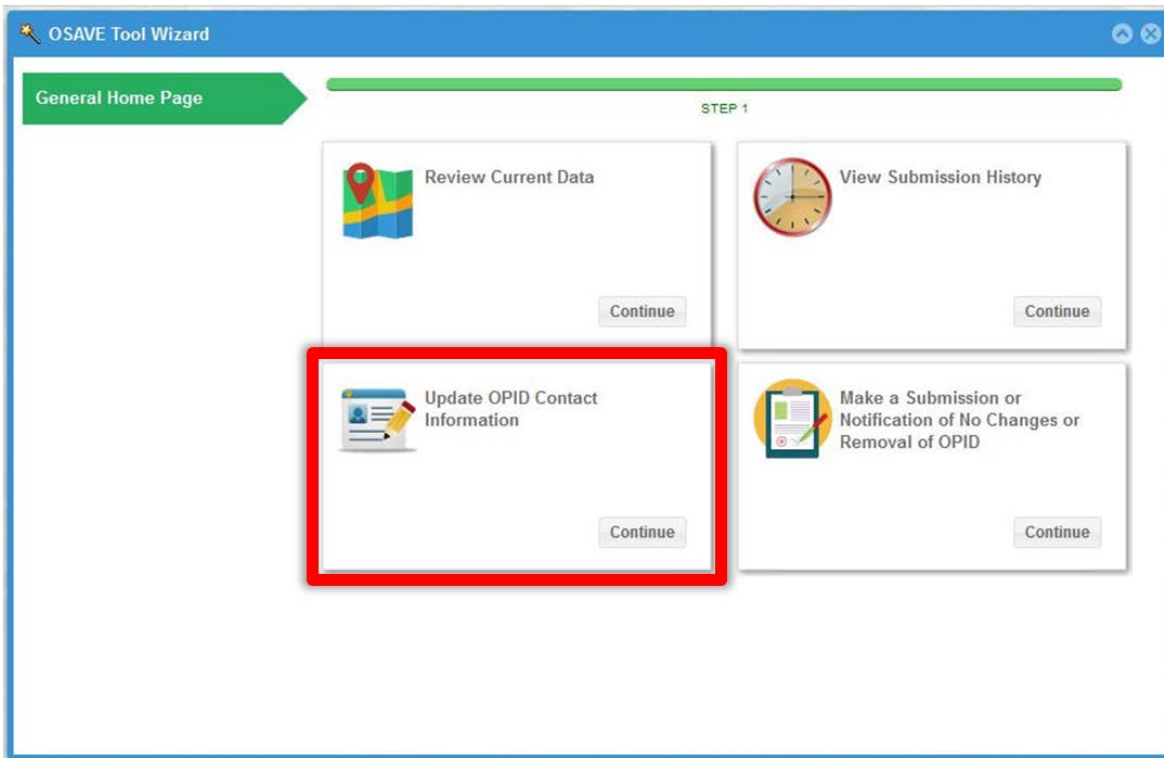 OSAVE Tool Wizard
General Home Page
STEP 1
Review Current Data
Continue
View Submission History
Continue
Update OPID Contact
Information
Continue
Make a Submission or
Notification of No Changes or
Removal of OPID
Continue